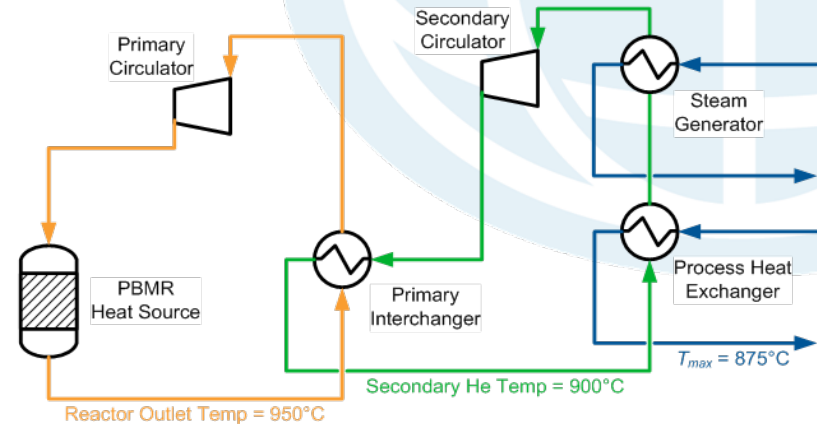 Secondary
Circulator
Primary
Circulator
Steam
Generator
PBMR
Heat Source
Primary
Interchanger
Process Heat
Exchanger
T_max = 875°C
Secondary He Temp = 900°C
Reactor Outlet Temp = 950°C